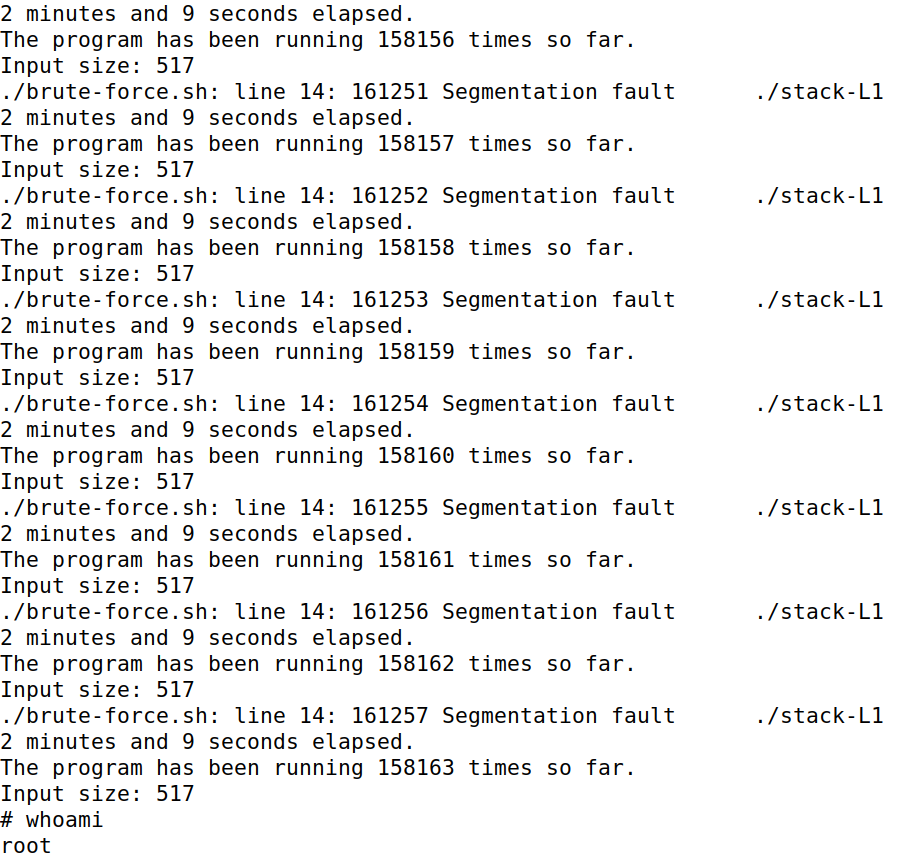 2 minutes and 9 seconds elapsed.
The program has been running 158156 times so far.
Input size: 517
./brute-force.sh: line 14: 161251 Segmentation fault      ./stack-L1
2 minutes and 9 seconds elapsed.
The program has been running 158157 times so far.
Input size: 517
./brute-force.sh: line 14: 161252 Segmentation fault      ./stack-L1
2 minutes and 9 seconds elapsed.
The program has been running 158158 times so far.
Input size: 517
./brute-force.sh: line 14: 161253 Segmentation fault      ./stack-L1
2 minutes and 9 seconds elapsed.
The program has been running 158159 times so far.
Input size: 517
./brute-force.sh: line 14: 161254 Segmentation fault      ./stack-L1
2 minutes and 9 seconds elapsed.
The program has been running 158160 times so far.
Input size: 517
./brute-force.sh: line 14: 161255 Segmentation fault      ./stack-L1
2 minutes and 9 seconds elapsed.
The program has been running 158161 times so far.
Input size: 517
./brute-force.sh: line 14: 161256 Segmentation fault      ./stack-L1
2 minutes and 9 seconds elapsed.
The program has been running 158162 times so far.
Input size: 517
./brute-force.sh: line 14: 161257 Segmentation fault      ./stack-L1
2 minutes and 9 seconds elapsed.
The program has been running 158163 times so far.
Input size: 517
# whoami
root